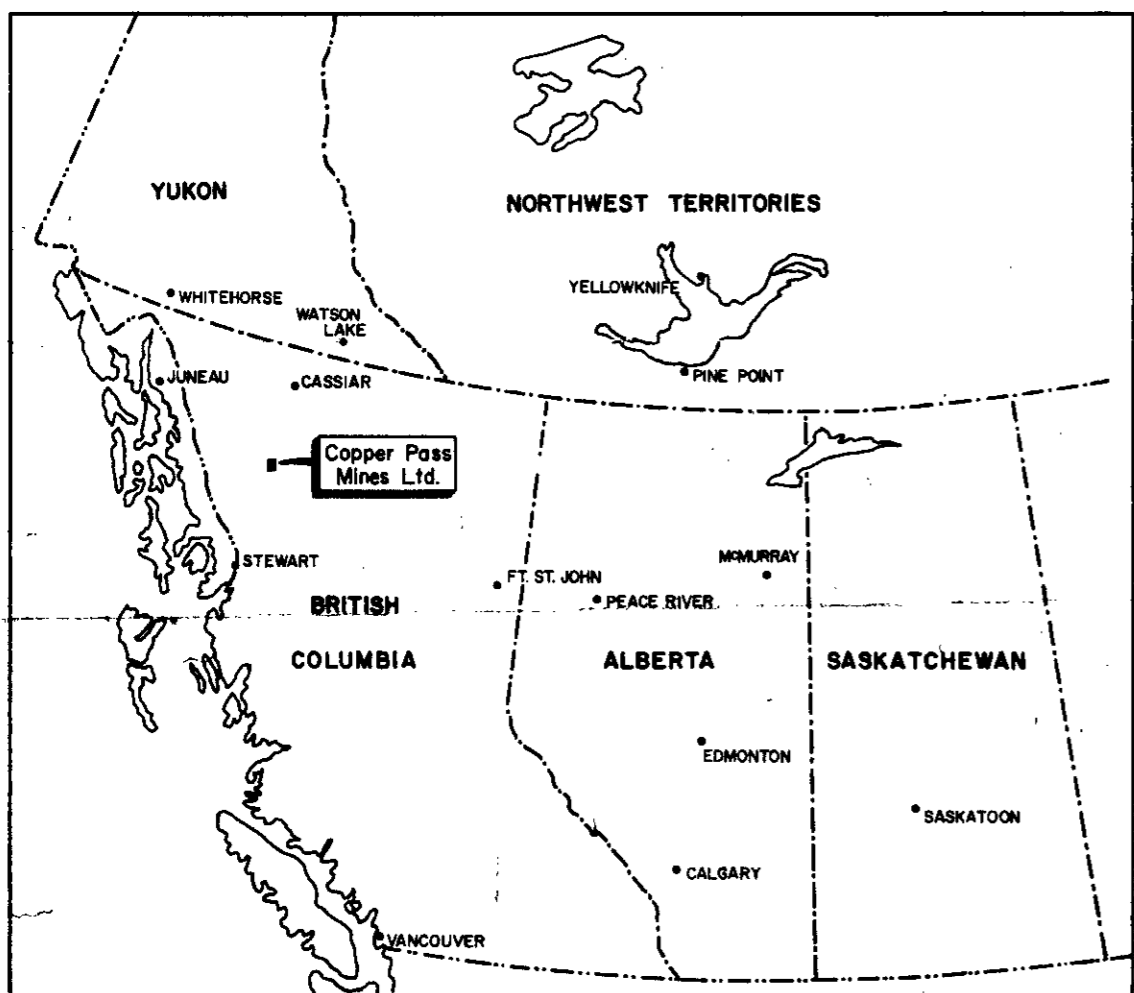 YUKON
NORTHWEST TERRITORIES
WHITEHORSE
YELLOWKNIFE
WATSON
LAKE
JUNEAU
CASSIAR
PINE POINT
Copper Pass
Mines Ltd.
STEWART
McMURRAY
FT. ST. JOHN
PEACE RIVER
BRITISH
COLUMBIA
ALBERTA
SASKATCHEWAN
EDMONTON
SASKATOON
CALGARY
VANCOUVER